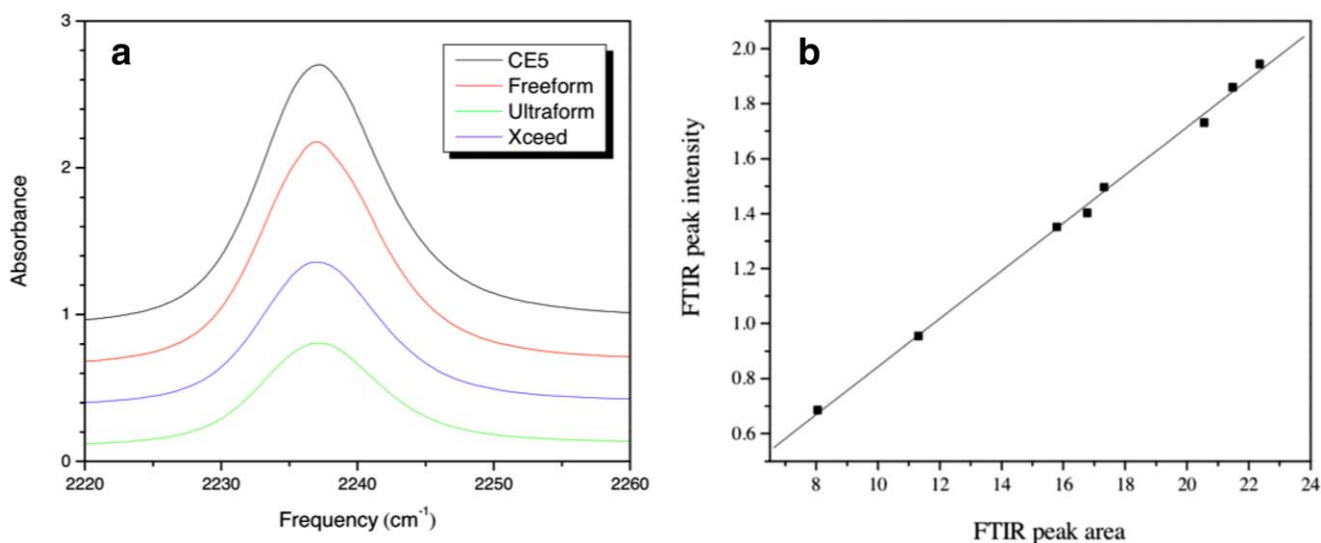 a
CE5
Freeform
Ultraform
Xceed
3
2
1
0
Absorbance
2220 2230 2240 2250 2260
Frequency (cm⁻¹)
b
2.0
1.8
1.6
1.4
1.2
1.0
0.8
0.6
FTIR peak intensity
8 10 12 14 16 18 20 22 24
FTIR peak area